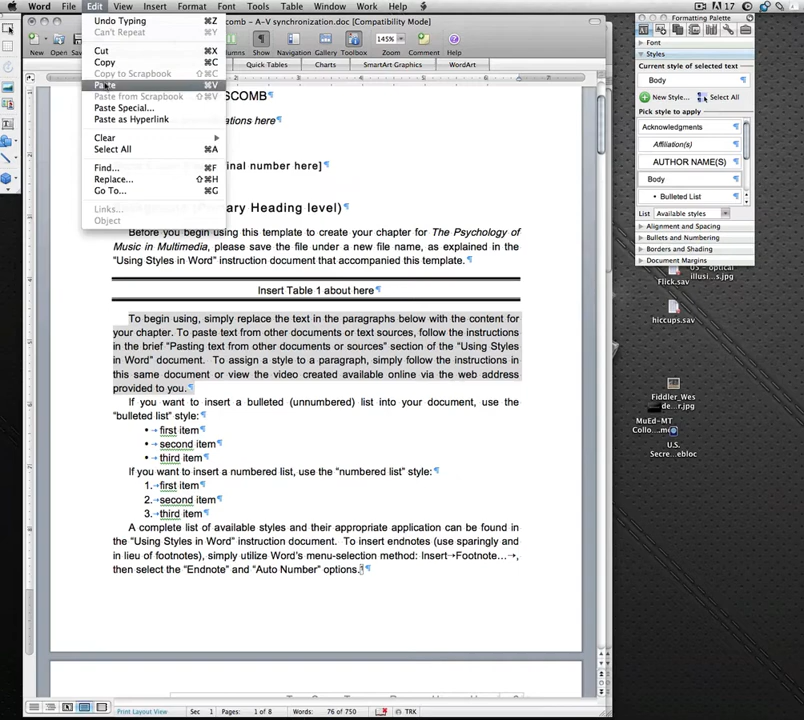 Word File Edit View Insert Format Font Tools Table Window Work Help 17
comb – A–V synchronization.doc [Compatibility Mode]
Formatting Palette
145%
New Open Show Navigation Gallery Toolbox Zoom Comments Help
Quick Tables Charts SmartArt Graphics WordArt
Undo Typing ⌘Z
Can't Repeat ⌘Y
Cut ⌘X
Copy ⌘C
Copy to Scrapbook ⇧⌘C
Paste ⌘V
Paste from Scrapbook ⇧⌘V
Paste Special...
Paste as Hyperlink
Clear
Select All ⌘A
Find... ⌘F
Replace... ⇧⌘H
Go To... ⌘G
Links...
Object
SCOMB¶
ations here¶
inal number here]¶
mary Heading level)¶
Before you begin using this template to create your chapter for The Psychology of
Music in Multimedia, please save the file under a new file name, as explained in the
“Using Styles in Word” instruction document that accompanied this template.¶
Insert Table 1 about here¶
To begin using, simply replace the text in the paragraphs below with the content for
your chapter. To paste text from other documents or text sources, follow the instructions
in the brief “Pasting text from other documents or sources” section of the “Using Styles
in Word” document. To assign a style to a paragraph, simply follow the instructions in
this same document or view the video created available online via the web address
provided to you.¶
If you want to insert a bulleted (unnumbered) list into your document, use the
“bulleted list” style:¶
• first item¶
• second item¶
• third item¶
If you want to insert a numbered list, use the “numbered list” style:¶
1. first item¶
2. second item¶
3. third item¶
A complete list of available styles and their appropriate application can be found in
the “Using Styles in Word” instruction document. To insert endnotes (use sparingly and
in lieu of footnotes), simply utilize Word’s menu-selection method: Insert→Footnote...→,
then select the “Endnote” and “Auto Number” options.¶
Print Layout View Sec 1 Pages: 1 of 8 Words: 76 of 750 TRK
Font
Styles
Current style of selected text
Body ¶
New Style... Select All
Pick style to apply
Acknowledgments ¶
Affiliation(s) ¶
AUTHOR NAME(S) ¶
Body ¶
• Bulleted List ¶
List Available styles
Alignment and Spacing
Bullets and Numbering
Borders and Shading
Document Margins
US - optical
illusi...s.jpg
Flick.sav
hiccups.sav
Fiddler_Wes
de...r.jpg
MuEd-MT
Collo...
U.S.
Secre...ebloc